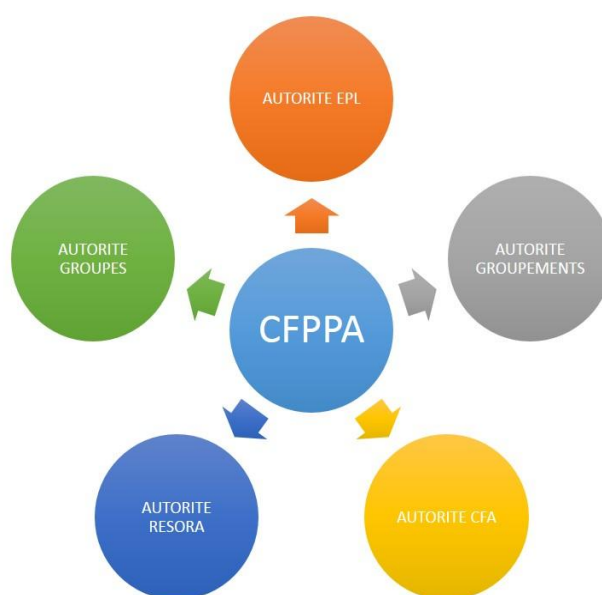 AUTORITE EPL
AUTORITE
GROUPES
AUTORITE
GROUPEMENTS
CFPPA
AUTORITE
RESORA
AUTORITE CFA